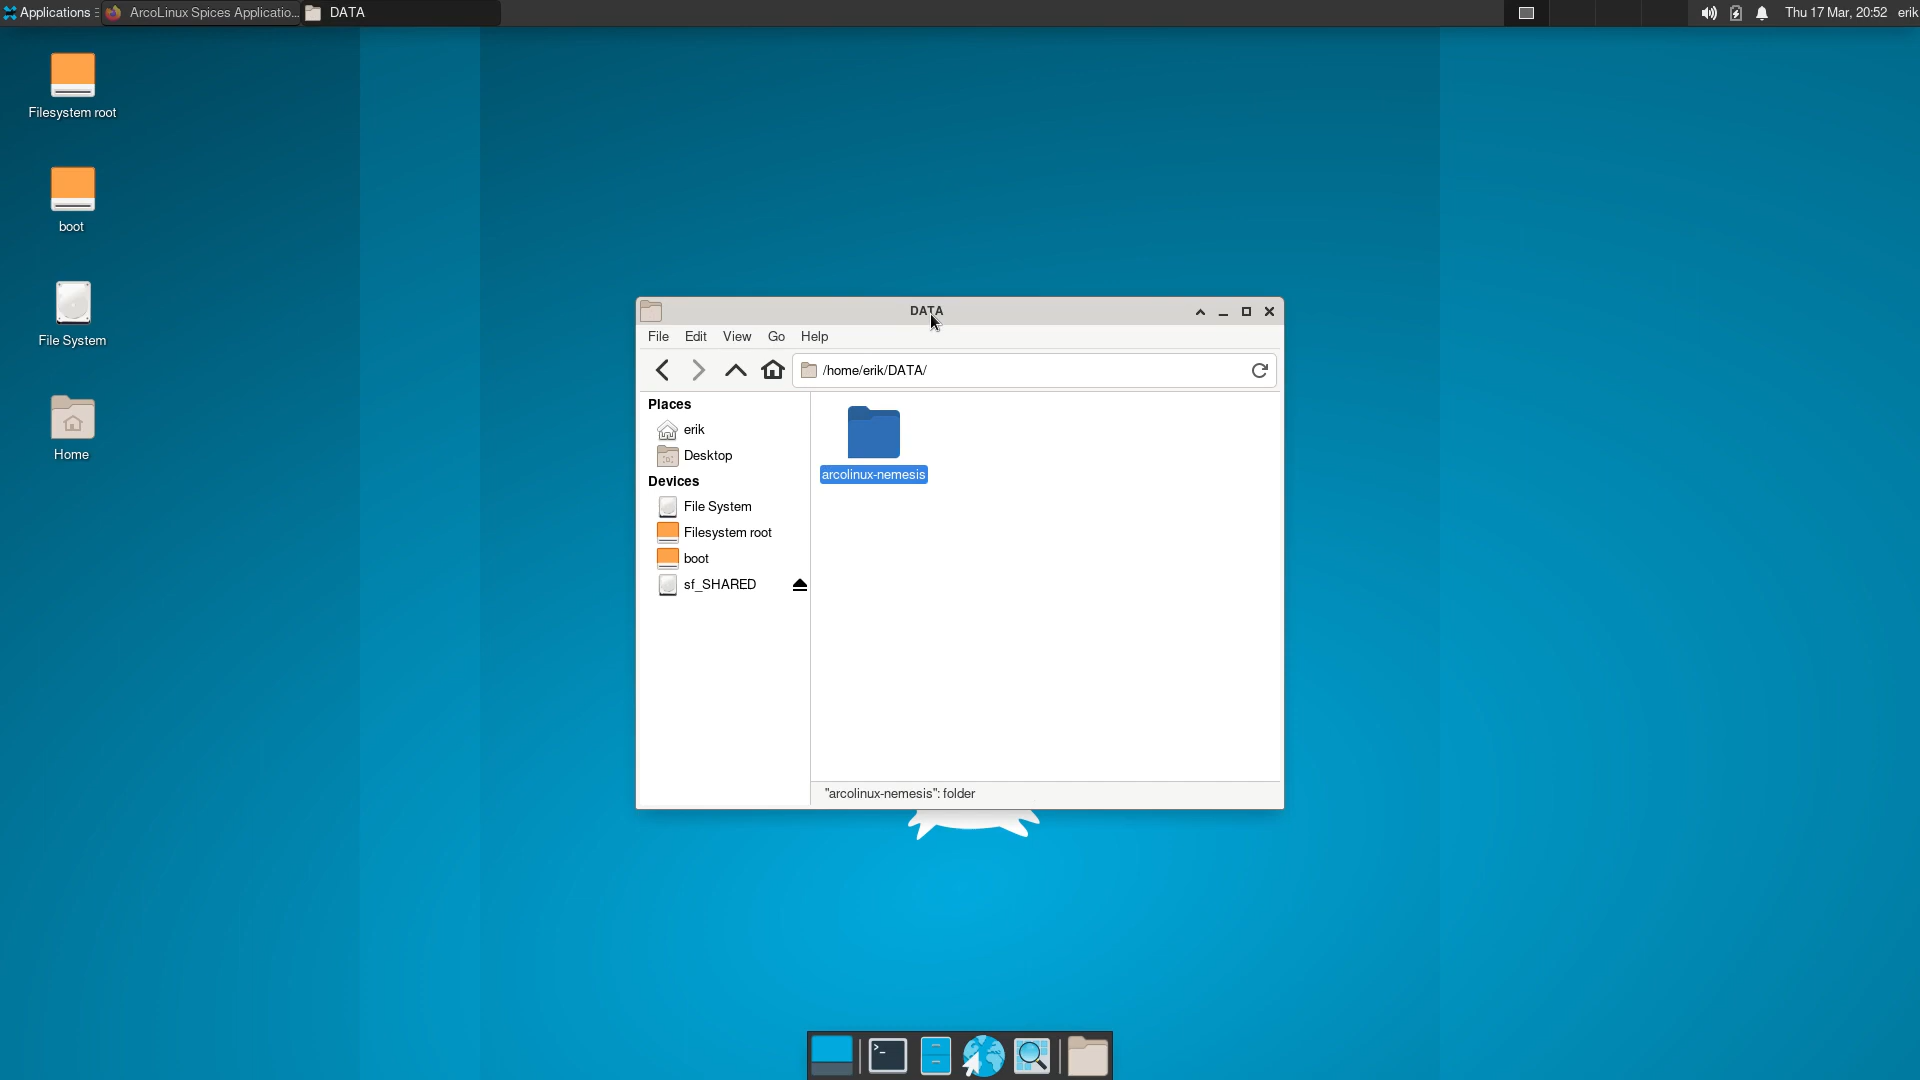 Applications
ArcoLinux Spices Applicatio...
DATA
Thu 17 Mar, 20:52
erik
Filesystem root
boot
File System
Home
DATA
File Edit View Go Help
/home/erik/DATA/
Places
erik
Desktop
Devices
File System
Filesystem root
boot
sf_SHARED
arcolinux-nemesis
"arcolinux-nemesis": folder